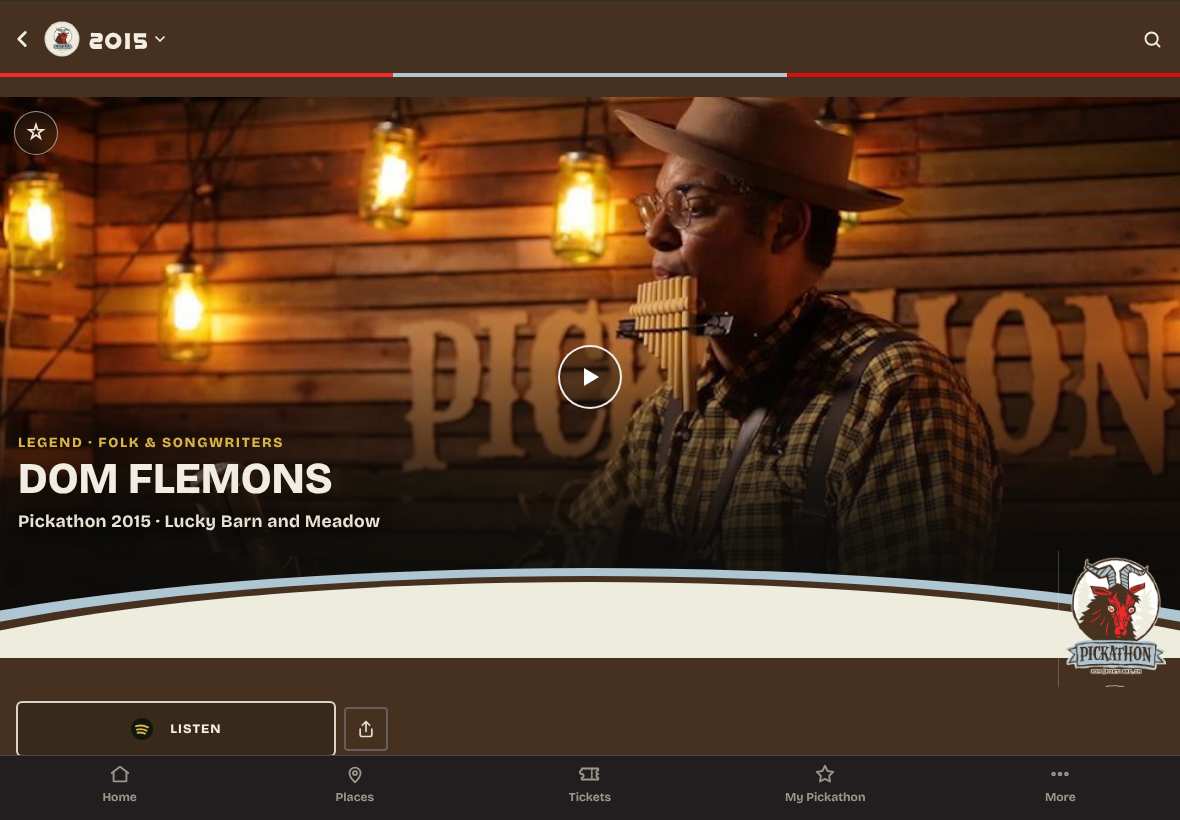 2015
PICKATHON
LEGEND · FOLK & SONGWRITERS
DOM FLEMONS
Pickathon 2015 · Lucky Barn and Meadow
PICKATHON
LISTEN
Home
Places
Tickets
My Pickathon
More